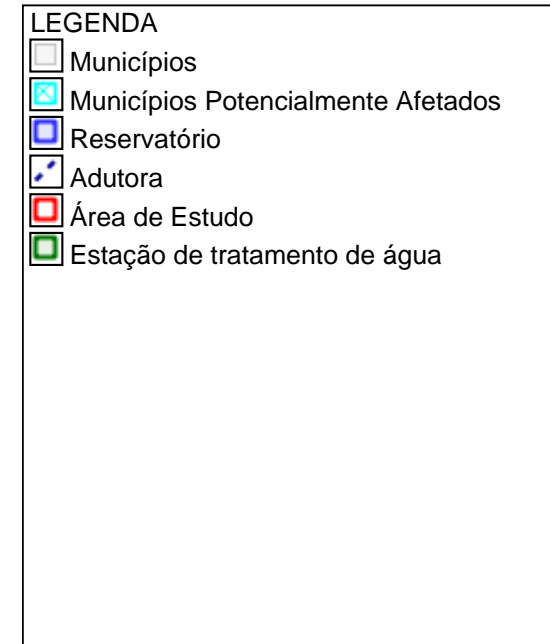 LEGENDA
Municípios
Municípios Potencialmente Afetados
Reservatório
Adutora
Área de Estudo
Estação de tratamento de água